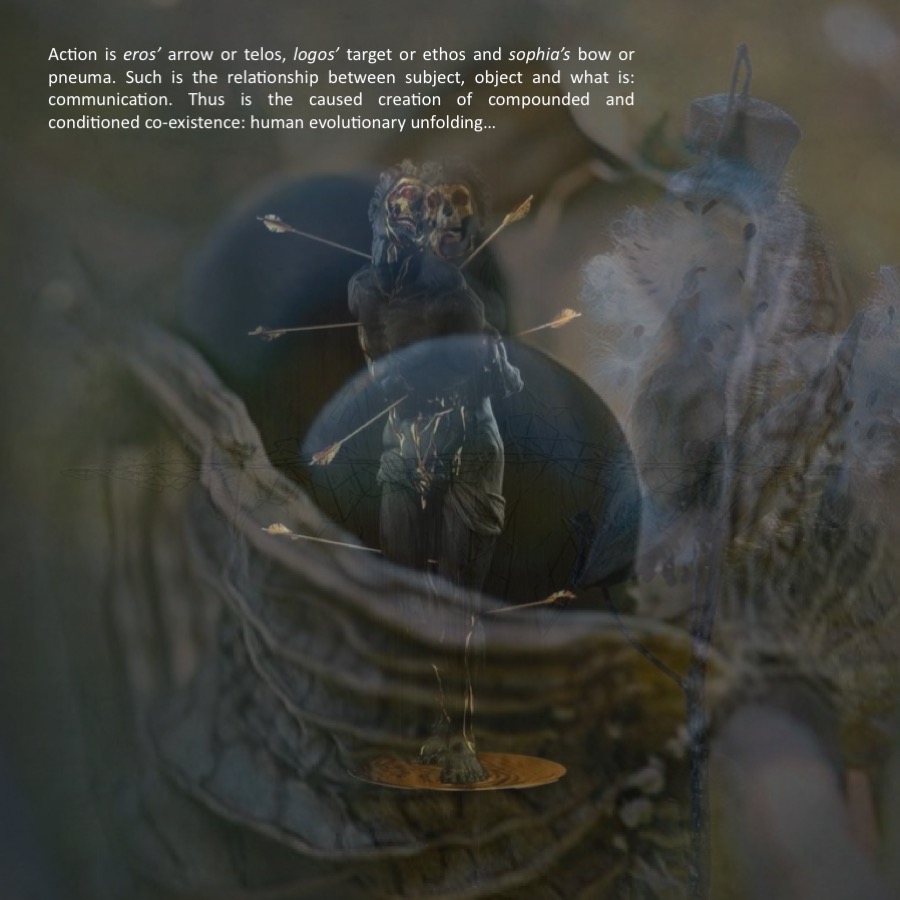 Action is eros’ arrow or telos, logos’ target or ethos and sophia’s bow or
pneuma. Such is the relationship between subject, object and what is:
communication. Thus is the caused creation of compounded and
conditioned co-existence: human evolutionary unfolding…